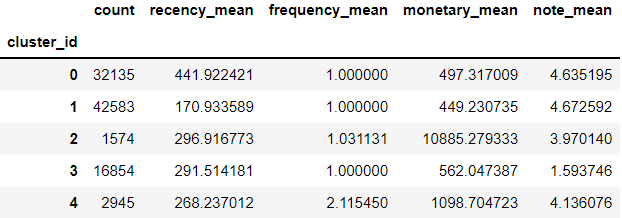 count recency_mean frequency_mean monetary_mean note_mean
cluster_id
0 32135 441.922421 1.000000 497.317009 4.635195
1 42583 170.933589 1.000000 449.230735 4.672592
2 1574 296.916773 1.031131 10885.279333 3.970140
3 16854 291.514181 1.000000 562.047387 1.593746
4 2945 268.237012 2.115450 1098.704723 4.136076